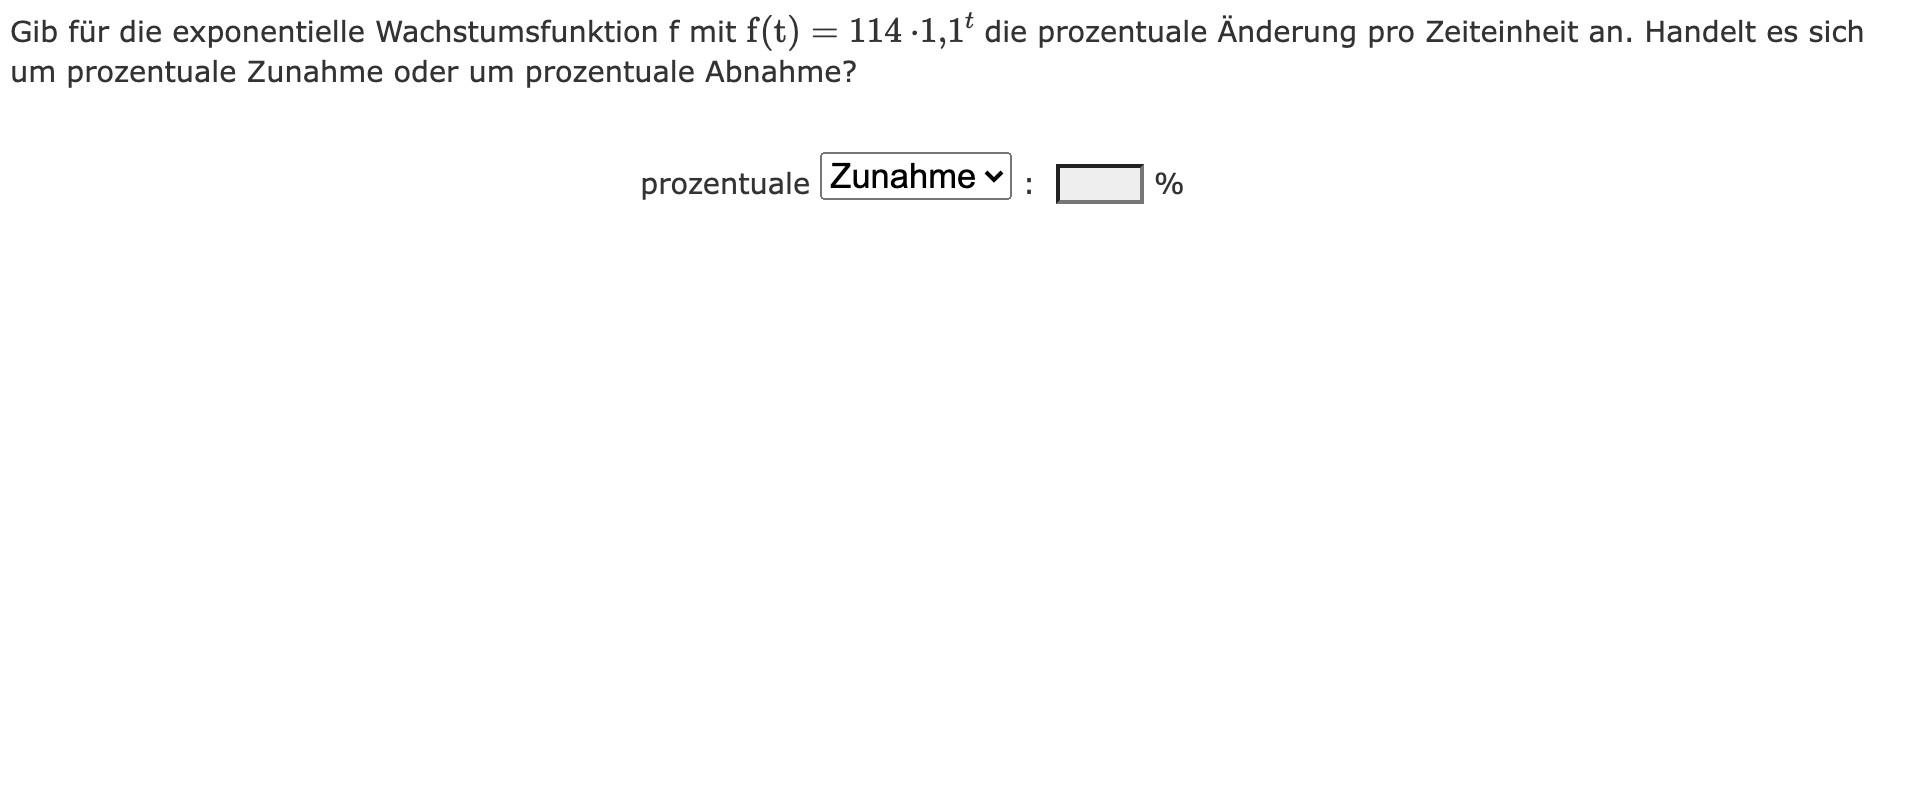 Gib für die exponentielle Wachstumsfunktion f mit f(t) = 114 ·1,1^t die prozentuale Änderung pro Zeiteinheit an. Handelt es sich
um prozentuale Zunahme oder um prozentuale Abnahme?
prozentuale Zunahme : %